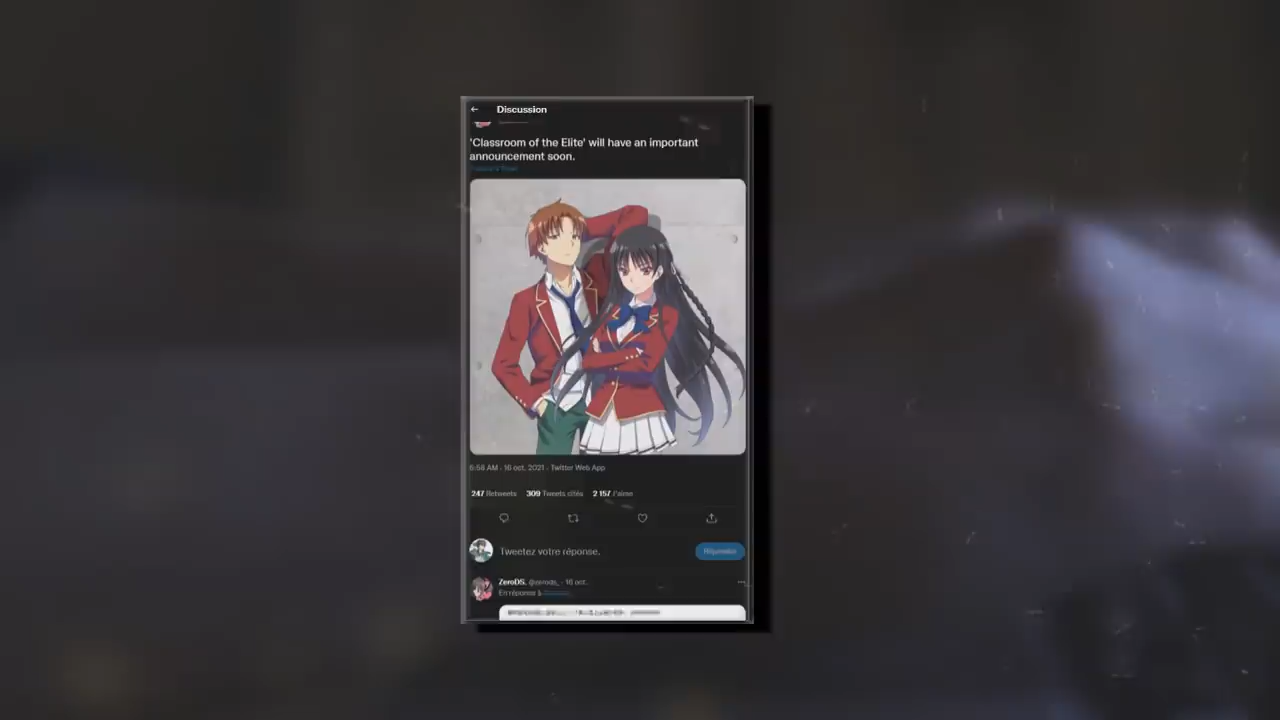 Discussion
'Classroom of the Elite' will have an important
announcement soon.
6:58 AM · 16 oct. 2021 · Twitter Web App
247 Retweets 309 Tweets cités 2 157 J'aime
Tweetez votre réponse.
Répondre
ZeroDS. @zerods_ · 16 oct.
En réponse à